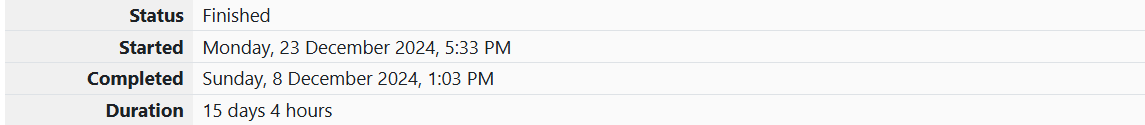 Status Finished
Started Monday, 23 December 2024, 5:33 PM
Completed Sunday, 8 December 2024, 1:03 PM
Duration 15 days 4 hours